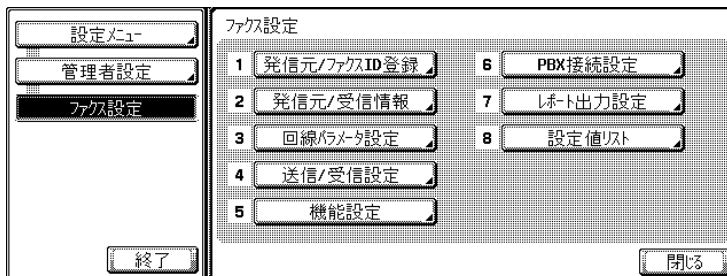 設定メニュー
管理者設定
ファクス設定
終了
ファクス設定
1 発信元/ファクスID登録
2 発信元/受信情報
3 回線パラメータ設定
4 送信/受信設定
5 機能設定
6 PBX接続設定
7 レポート出力設定
8 設定値リスト
閉じる